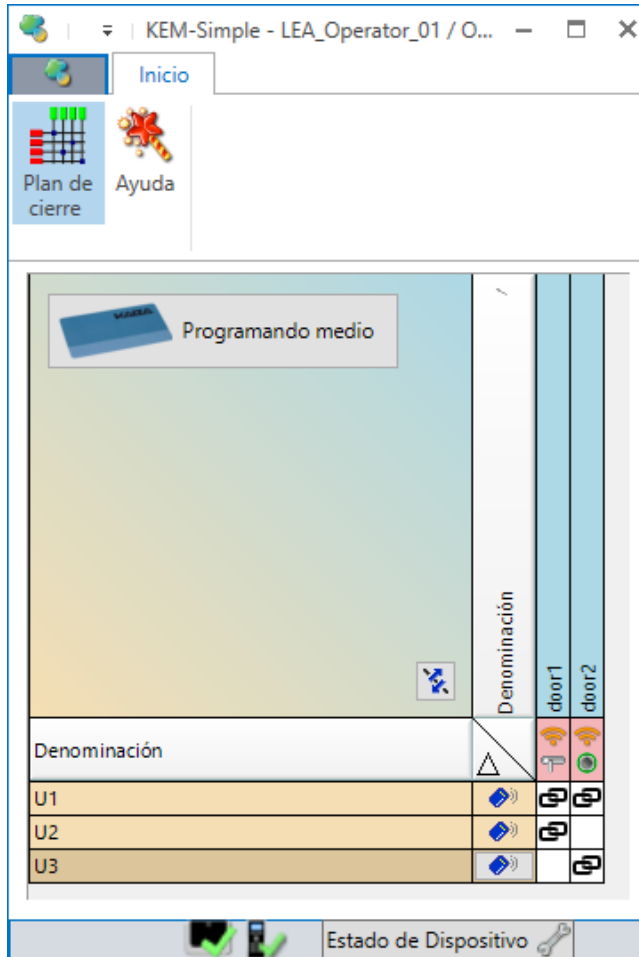 KEM-Simple - LEA_Operator_01 / O...
Inicio
Plan de
cierre
Ayuda
KABA
Programando medio
Denominación
door1
door2
Denominación
U1
U2
U3
Estado de Dispositivo